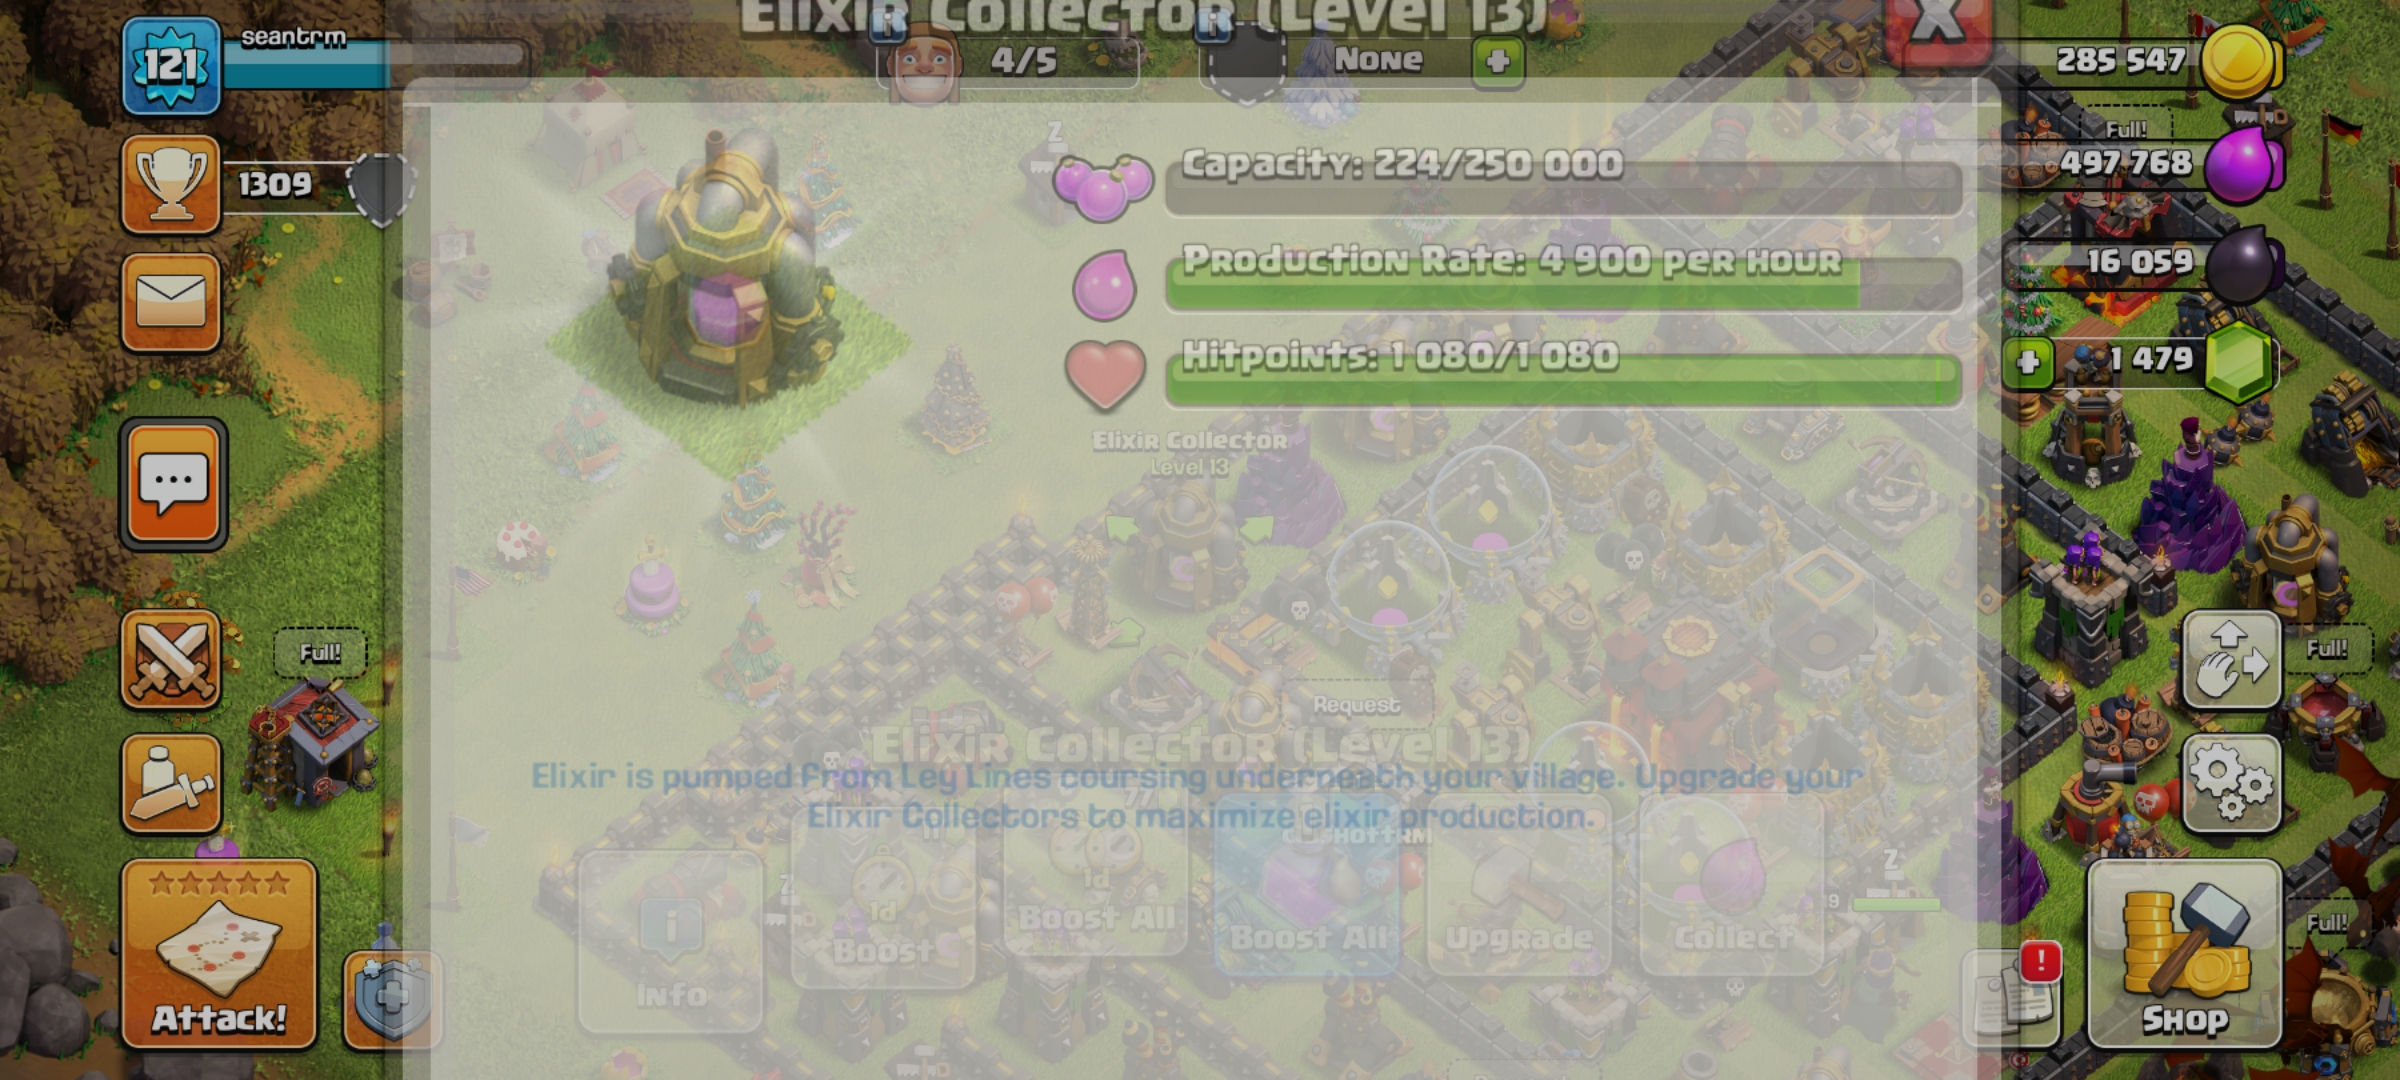 Elixir Collector (Level 13)
121
seantrm
4/5
None
285 547
Full!
497 768
1309
Capacity: 224/250 000
Production Rate: 4 900 per Hour
16 059
Hitpoints: 1 080/1 080
1 479
Elixir Collector
Level 13
Z
Full!
Full!
Request
Elixir Collector (Level 13)
Elixir is pumped from Ley Lines coursing underneath your village. Upgrade your
Elixir Collectors to maximize elixir production.
Z
Z
1d
1d
Info
Boost
Boost All
Boost All
Upgrade
Collect
Full!
!
Attack!
Shop